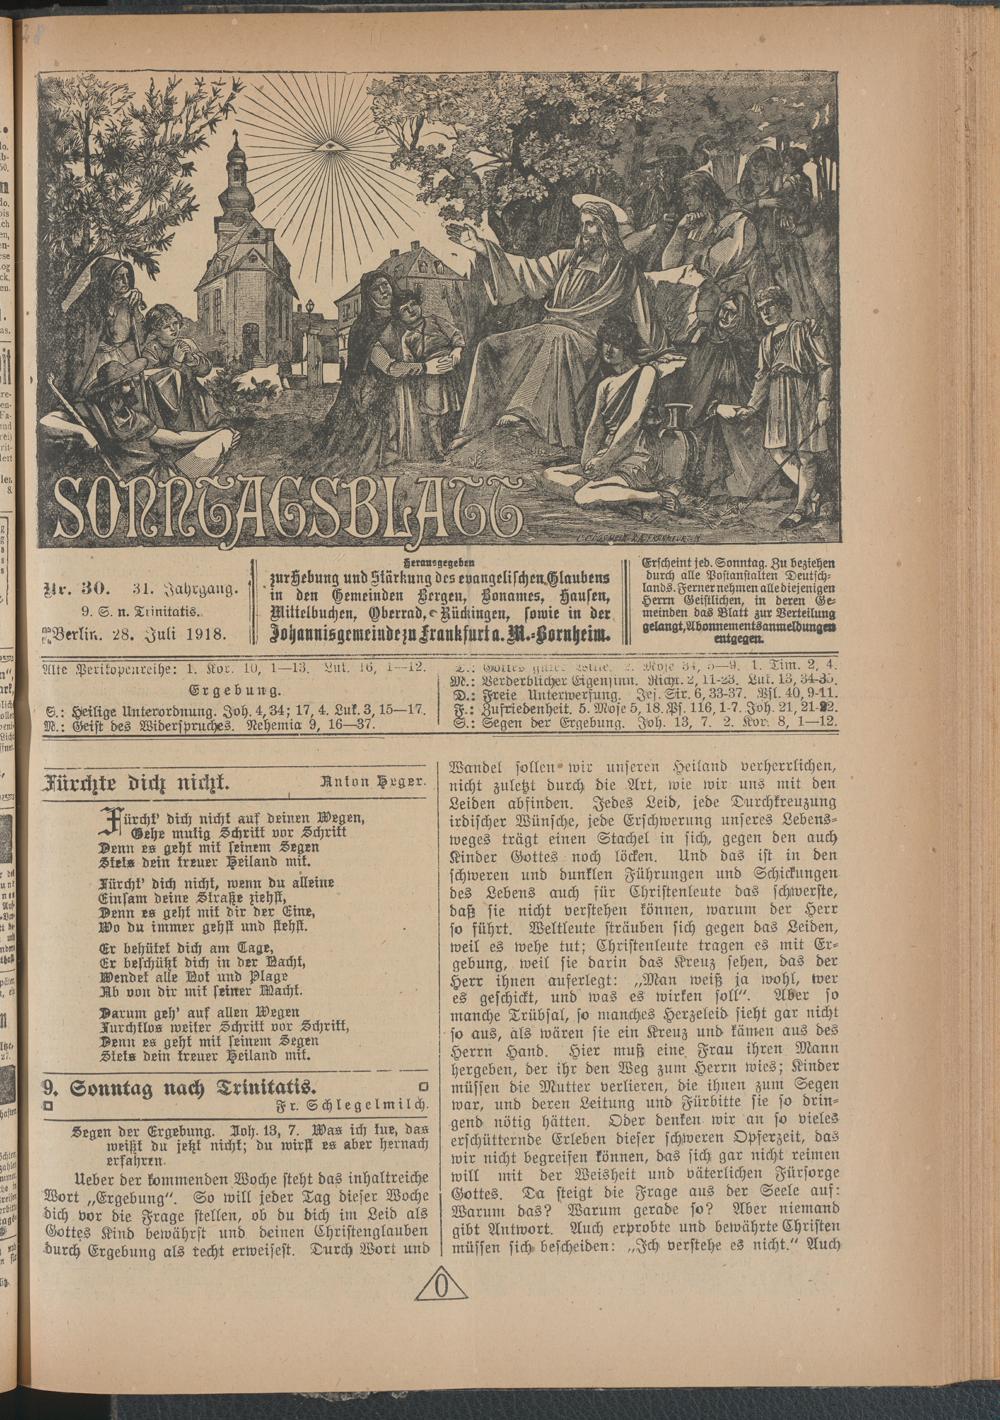 SONNTAGSBLATT
Nr. 30. 31. Jahrgang.
9. S. n. Trinitatis.
Berlin. 28. Juli 1918.
Herausgegeben
zur Hebung und Stärkung des evangelischen Glaubens
in den Gemeinden Bergen, Bonames, Hausen,
Mittelbuchen, Oberrad, Rückingen, sowie in der
Johannisgemeinde zu Frankfurt a. M.-Bornheim.
Erscheint jed. Sonntag. Zu beziehen
durch alle Postanstalten Deutsch-
lands. Ferner nehmen alle diejenigen
Herrn Geistlichen, in deren Ge-
meinden das Blatt zur Verteilung
gelangt, Abonnementsanmeldungen
entgegen.
Alte Perikopenreihe: 1. Kor. 10, 1—13. Luk. 16, 1—12.
Ergebung.
S.: Heilige Unterordnung. Joh. 4, 34; 17, 4. Luk. 3, 15—17.
M.: Geist des Widerspruches. Nehemia 9, 16—37.
2. Mose 34, 5—9. 1. Tim. 2, 4.
M.: Verderblicher Eigensinn. Richt. 2, 11-23. Luk. 13, 34-35.
D.: Freie Unterwerfung. Jes. Sir. 6, 33-37. Psl. 40, 9-11.
F.: Zufriedenheit. 5. Mose 5, 18. Ps. 116, 1-7. Joh. 21, 21-22.
S.: Segen der Ergebung. Joh. 13, 7. 2. Kor. 8, 1—12.
Fürchte dich nicht. Anton Heger.
Fürcht' dich nicht auf deinen Wegen,
Gehe mutig Schritt vor Schritt
Denn es geht mit seinem Segen
Stets dein treuer Heiland mit.
Fürcht' dich nicht, wenn du alleine
Einsam deine Straße ziehst,
Denn es geht mit dir der Eine,
Wo du immer gehst und stehst.
Er behütet dich am Tage,
Er beschützt dich in der Nacht,
Wendet alle Not und Plage
Ab von dir mit seiner Macht.
Darum geh' auf allen Wegen
Furchtlos weiter Schritt vor Schritt,
Denn es geht mit seinem Segen
Stets dein treuer Heiland mit.
9. Sonntag nach Trinitatis.
Fr. Schlegelmilch.
Segen der Ergebung. Joh. 13, 7. Was ich tue, das
weißt du jetzt nicht; du wirst es aber hernach
erfahren.
Ueber der kommenden Woche steht das inhaltreiche
Wort „Ergebung“. So will jeder Tag dieser Woche
dich vor die Frage stellen, ob du dich im Leid als
Gottes Kind bewährst und deinen Christenglauben
durch Ergebung als recht erweisest. Durch Wort und
Wandel sollen wir unseren Heiland verherrlichen,
nicht zuletzt durch die Art, wie wir uns mit den
Leiden abfinden. Jedes Leid, jede Durchkreuzung
irdischer Wünsche, jede Erschwerung unseres Lebens-
weges trägt einen Stachel in sich, gegen den auch
Kinder Gottes noch löcken. Und das ist in den
schweren und dunklen Führungen und Schickungen
des Lebens auch für Christenleute das schwerste,
daß sie nicht verstehen können, warum der Herr
so führt. Weltleute sträuben sich gegen das Leiden,
weil es wehe tut; Christenleute tragen es mit Er-
gebung, weil sie darin das Kreuz sehen, das der
Herr ihnen auferlegt: „Man weiß ja wohl, wer
es geschickt, und was es wirken soll“. Aber so
manche Trübsal, so manches Herzeleid sieht gar nicht
so aus, als wären sie ein Kreuz und kämen aus des
Herrn Hand. Hier muß eine Frau ihren Mann
hergeben, der ihr den Weg zum Herrn wies; Kinder
müssen die Mutter verlieren, die ihnen zum Segen
war, und deren Leitung und Fürbitte sie so drin-
gend nötig hätten. Oder denken wir an so vieles
erschütternde Erleben dieser schweren Opferzeit, das
wir nicht begreifen können, das sich gar nicht reimen
will mit der Weisheit und väterlichen Fürsorge
Gottes. Da steigt die Frage aus der Seele auf:
Warum das? Warum gerade so? Aber niemand
gibt Antwort. Auch erprobte und bewährte Christen
müssen sich bescheiden: „Ich verstehe es nicht.“ Auch
0